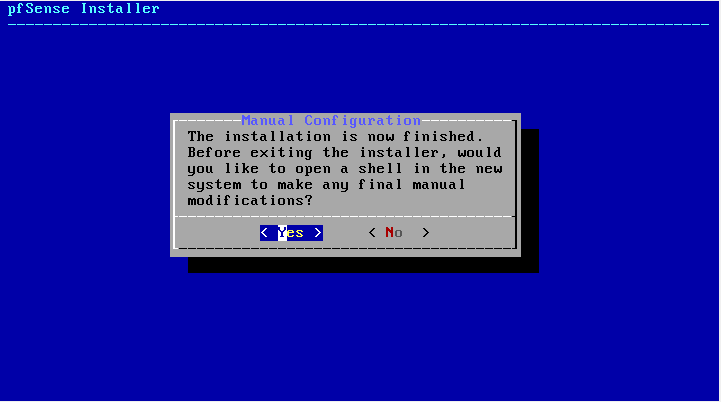 pfSense Installer
Manual Configuration
The installation is now finished.
Before exiting the installer, would
you like to open a shell in the new
system to make any final manual
modifications?
< Yes > < No >